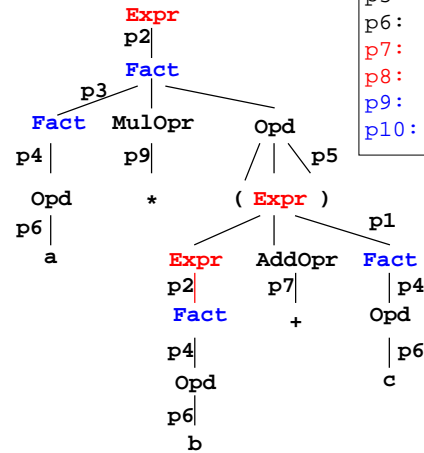 Expr
p2
Fact
p3
Fact MulOpr Opd
p4 p9 p5
Opd * ( Expr )
p6 p1
a Expr AddOpr Fact
p2 p7 p4
Fact + Opd
p4 p6
Opd c
p6
b
p6:
p7:
p8:
p9:
p10: